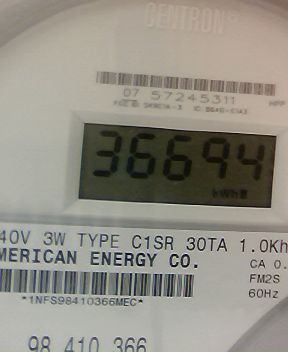 CENTRON®
07 57245311
HPP
36694
kWh
40V 3W TYPE C1SR 30TA 1.0Kh
MERICAN ENERGY CO.
CA 0.
FM2S
60Hz
*1NFS98410366MEC*
98 410 366